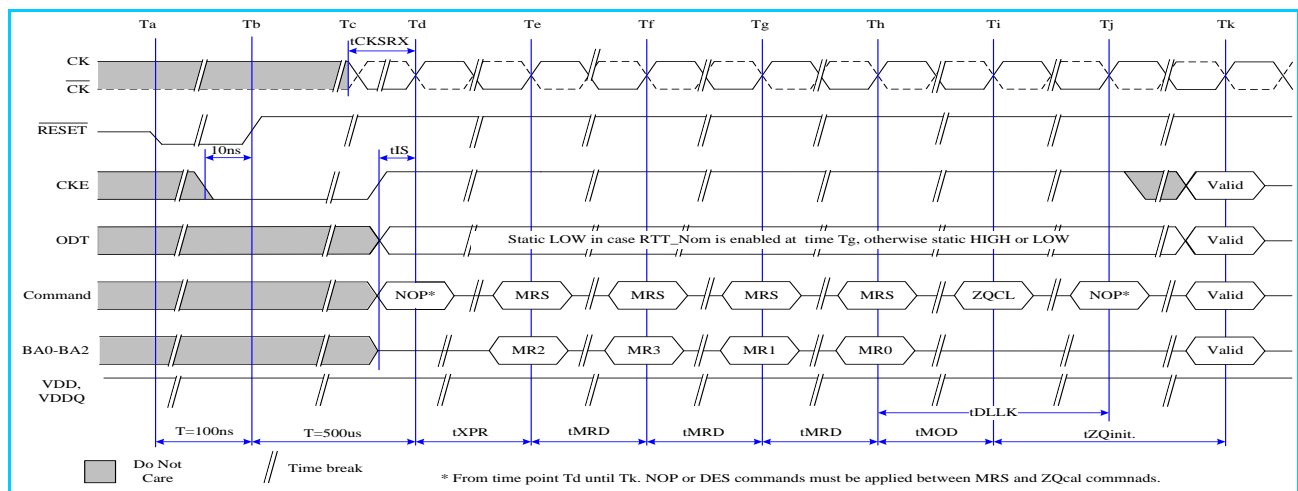 Ta Tb Tc Td Te Tf Tg Th Ti Tj Tk
tCKSRX
CK
CK
RESET
10ns tIS
CKE Valid
ODT Static LOW in case RTT_Nom is enabled at time Tg, otherwise static HIGH or LOW Valid
Command NOP* MRS MRS MRS MRS ZQCL NOP* Valid
BA0-BA2 MR2 MR3 MR1 MR0 Valid
VDD,
VDDQ
tDLLK
T=100ns T=500us tXPR tMRD tMRD tMRD tMOD tZQinit.
Do Not
Care
Time break
* From time point Td until Tk. NOP or DES commands must be applied between MRS and ZQcal commnads.